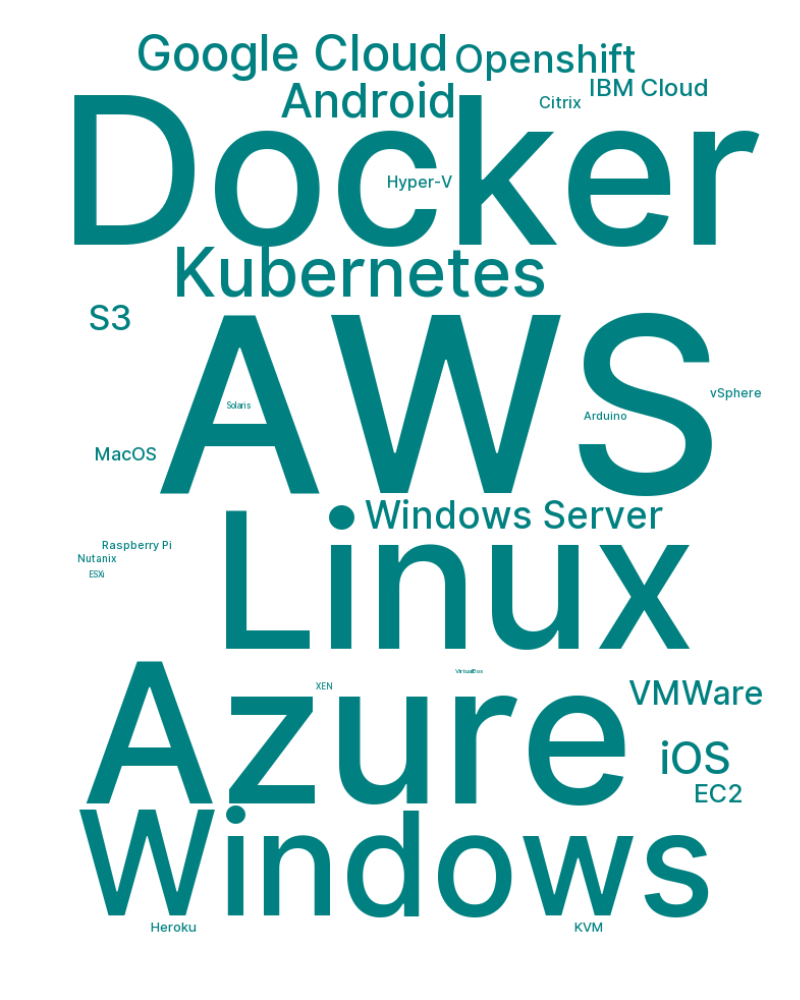 Google Cloud
Openshift
IBM Cloud
Android
Citrix
Docker
Hyper-V
Kubernetes
S3
AWS
vSphere
Solaris
Arduino
MacOS
Windows Server
Linux
Raspberry Pi
Nutanix
ESXi
Azure
VirtualBox
XEN
VMWare
iOS
EC2
Windows
Heroku
KVM